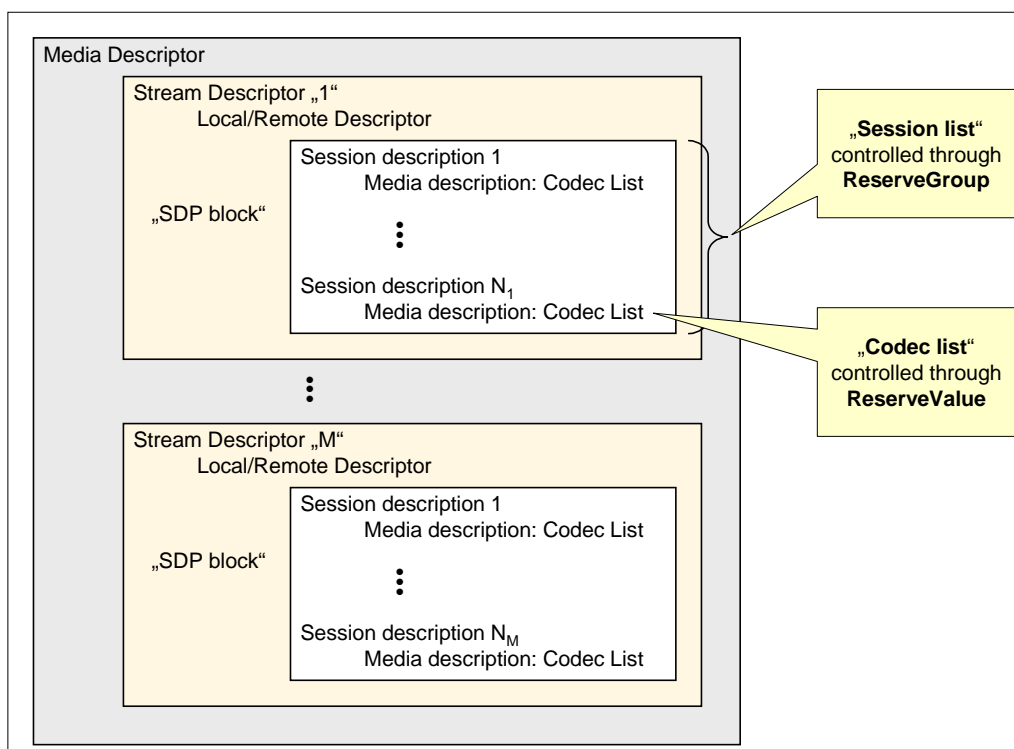 Media Descriptor
Stream Descriptor „1“
Local/Remote Descriptor
„SDP block“
Session description 1
Media description: Codec List
Session description N₁
Media description: Codec List
„Session list“
controlled through
ReserveGroup
„Codec list“
controlled through
ReserveValue
Stream Descriptor „M“
Local/Remote Descriptor
„SDP block“
Session description 1
Media description: Codec List
Session description N_M
Media description: Codec List